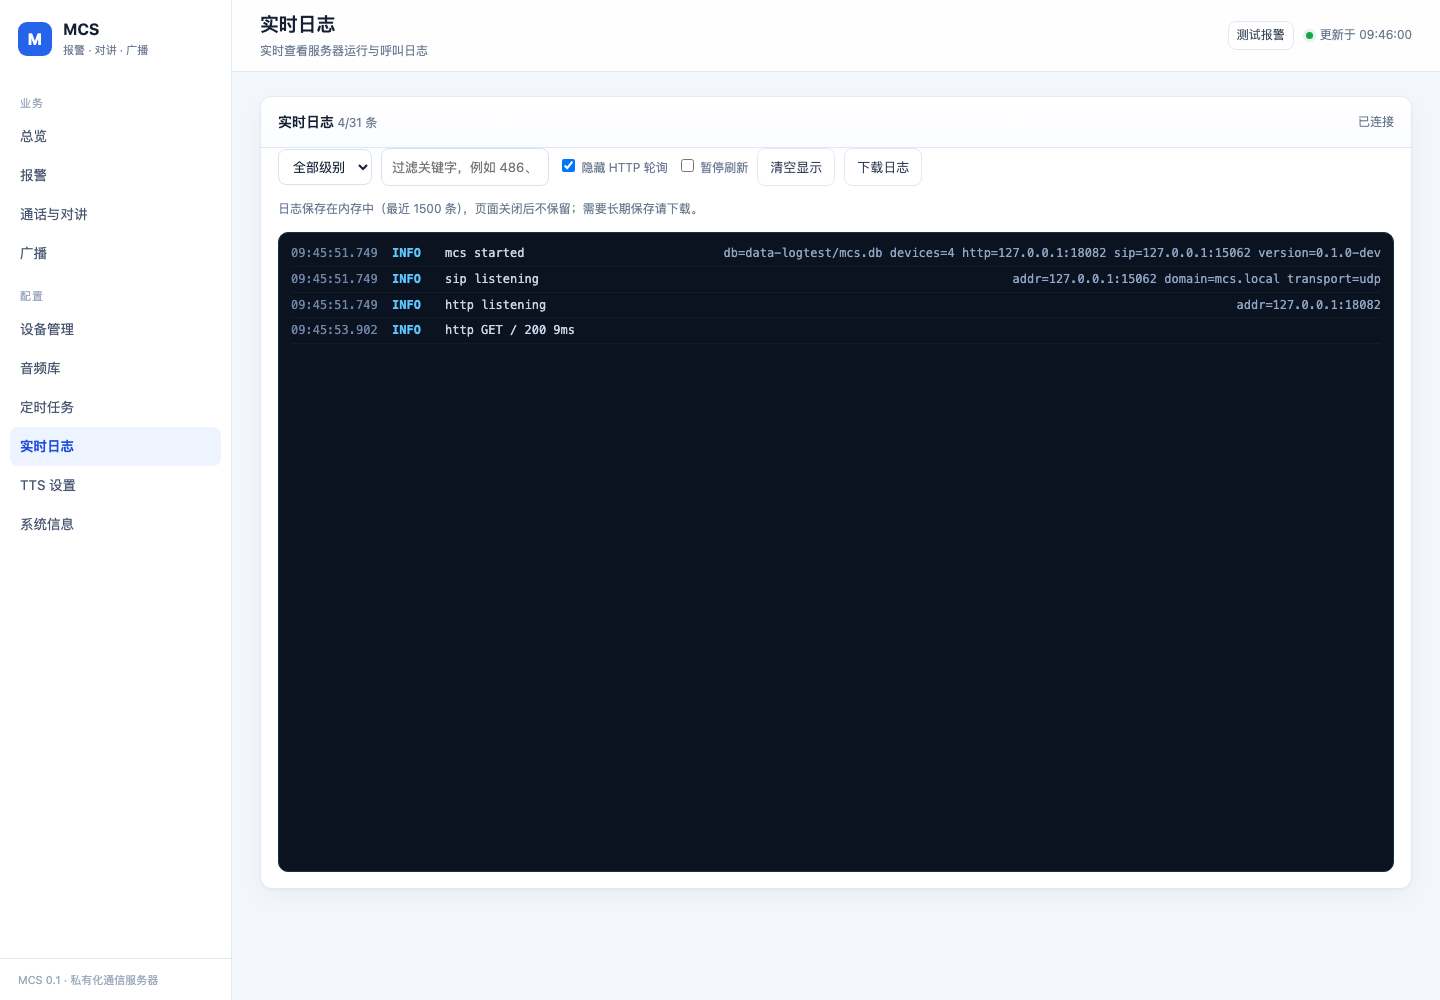 M
MCS
报警 · 对讲 · 广播
业务
总览
报警
通话与对讲
广播
配置
设备管理
音频库
定时任务
实时日志
TTS 设置
系统信息
MCS 0.1 · 私有化通信服务器
实时日志
实时查看服务器运行与呼叫日志
测试报警
更新于 09:46:00
实时日志 4/31 条
已连接
全部级别
过滤关键字，例如 486、
隐藏 HTTP 轮询
暂停刷新
清空显示
下载日志
日志保存在内存中（最近 1500 条），页面关闭后不保留；需要长期保存请下载。
09:45:51.749 INFO mcs started db=data-logtest/mcs.db devices=4 http=127.0.0.1:18082 sip=127.0.0.1:15062 version=0.1.0-dev
09:45:51.749 INFO sip listening addr=127.0.0.1:15062 domain=mcs.local transport=udp
09:45:51.749 INFO http listening addr=127.0.0.1:18082
09:45:53.902 INFO http GET / 200 9ms